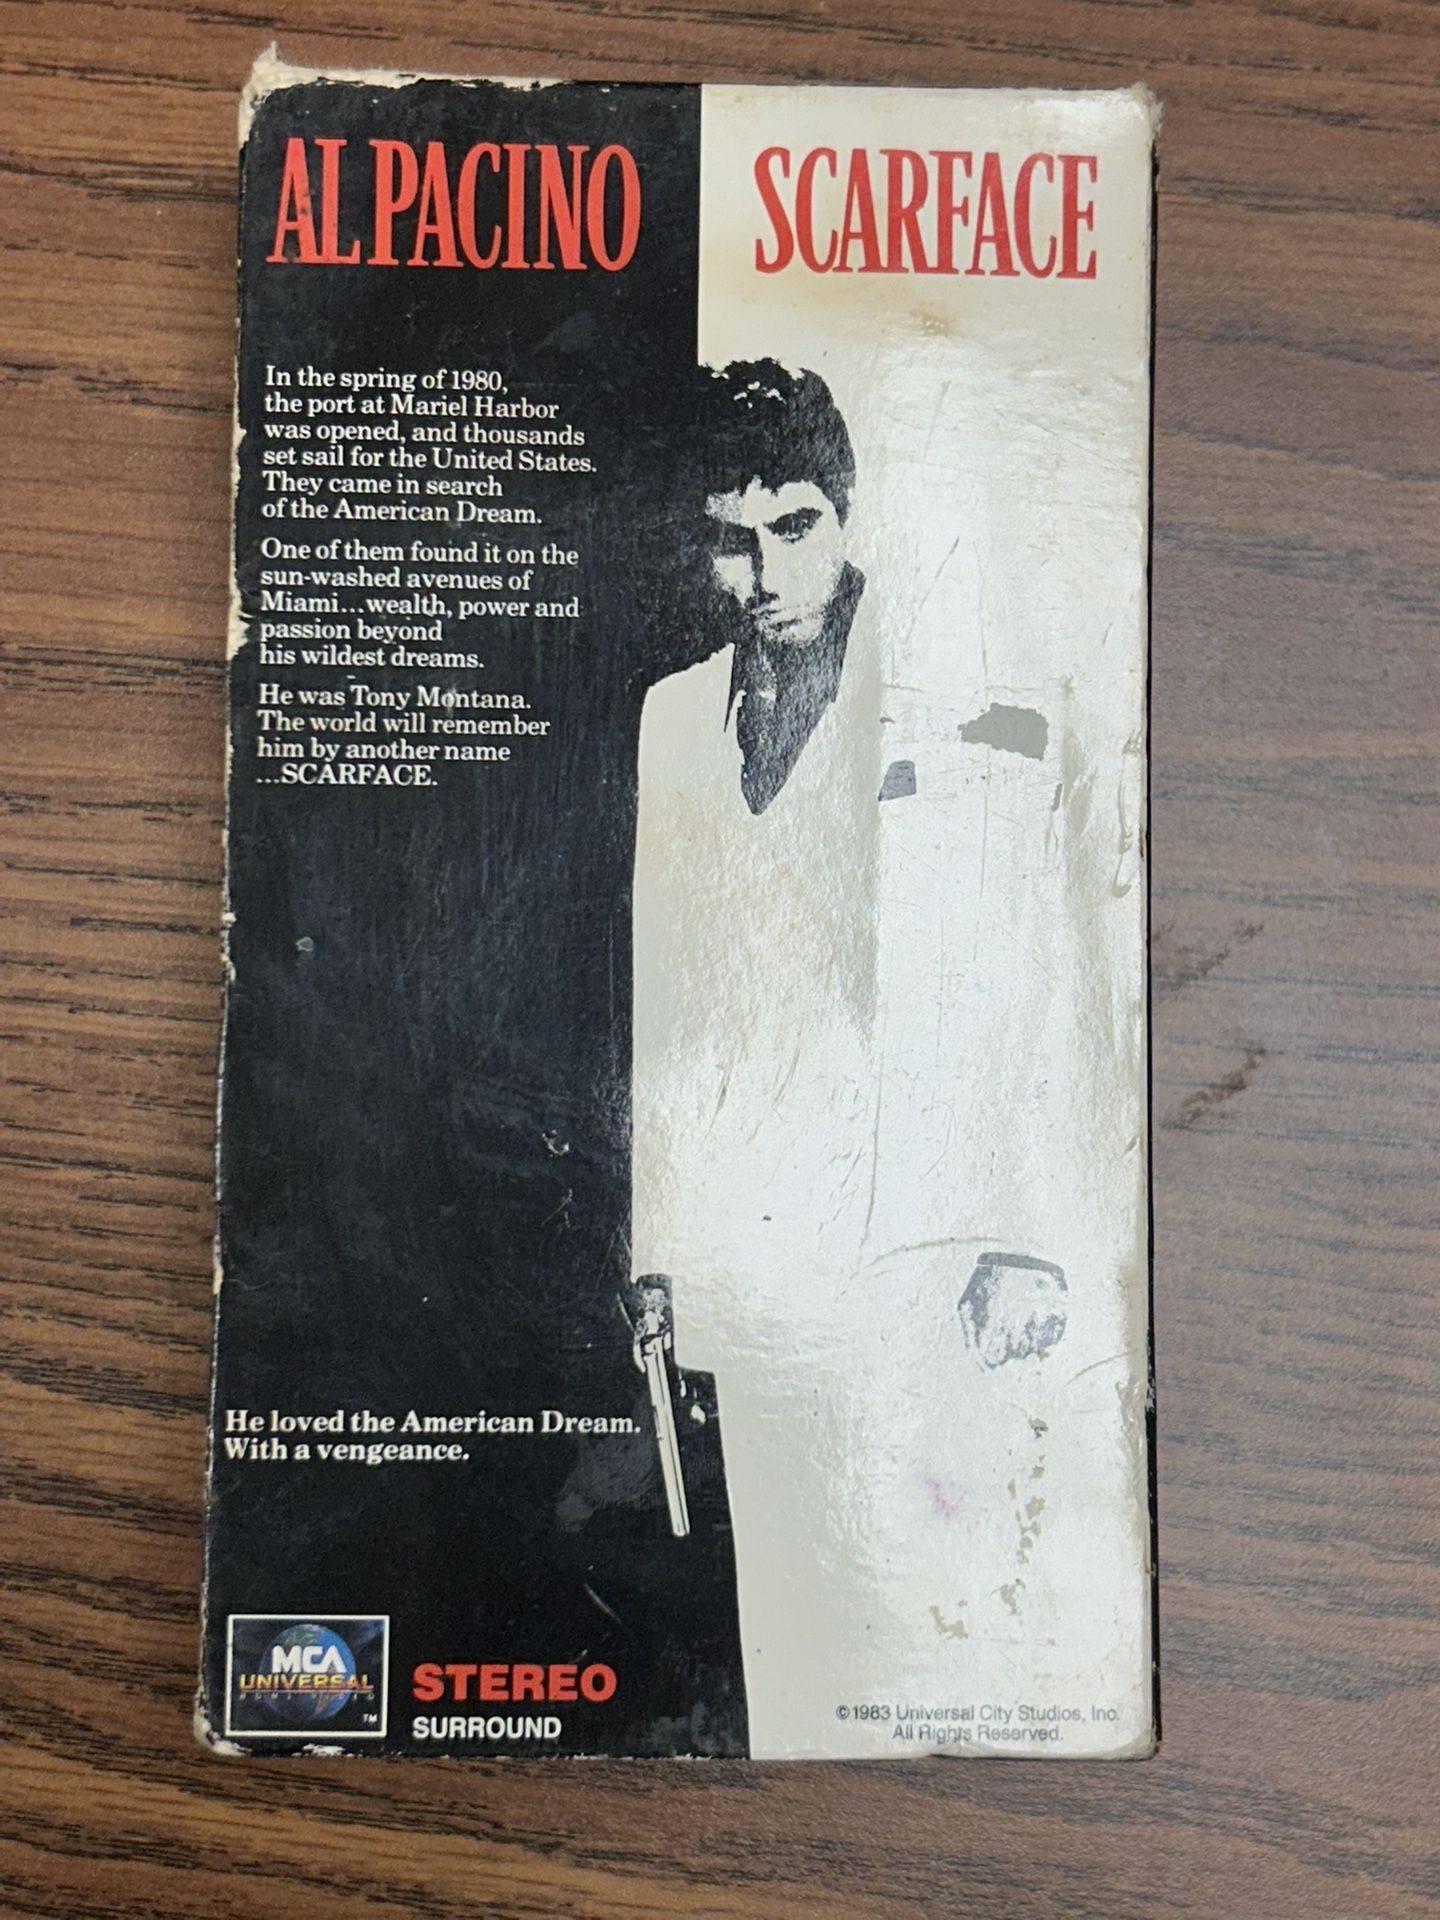 AL PACINO
SCARFACE
In the spring of 1980,
the port at Mariel Harbor
was opened, and thousands
set sail for the United States.
They came in search
of the American Dream.
One of them found it on the
sun-washed avenues of
Miami...wealth, power and
passion beyond
his wildest dreams.
He was Tony Montana.
The world will remember
him by another name
...SCARFACE.
He loved the American Dream.
With a vengeance.
MCA
UNIVERSAL
HOME VIDEO
TM
STEREO
SURROUND
©1983 Universal City Studios, Inc.
All Rights Reserved.